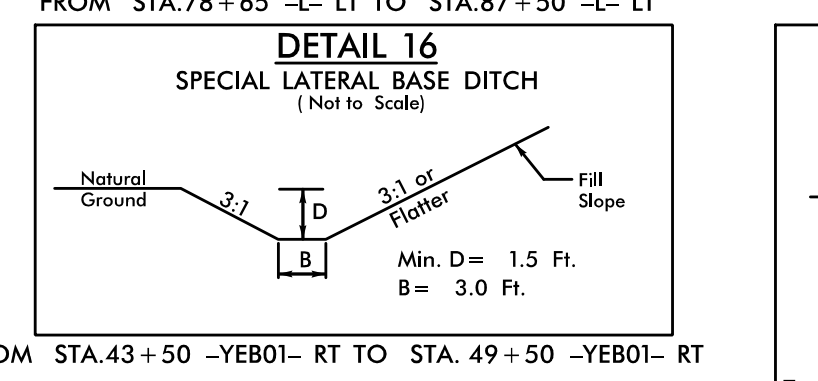 FROM STA.78+65 -L- LT TO STA.87+50 -L- LT
DETAIL 16
SPECIAL LATERAL BASE DITCH
( Not to Scale)
Natural
Ground
3:1
D
B
3:1 or
Flatter
Fill
Slope
Min. D= 1.5 Ft.
B= 3.0 Ft.
STA.43+50 -YEB01- RT TO STA. 49+50 -YEB01- RT